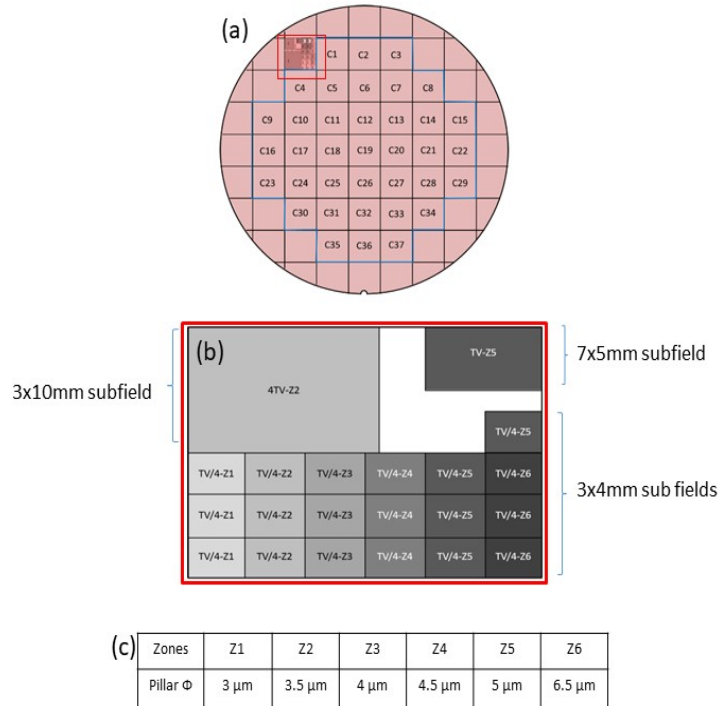 (a)
C1 C2 C3
C4 C5 C6 C7 C8
C9 C10 C11 C12 C13 C14 C15
C16 C17 C18 C19 C20 C21 C22
C23 C24 C25 C26 C27 C28 C29
C30 C31 C32 C33 C34
C35 C36 C37
(b)
3x10mm subfield
4TV-Z2
TV-Z5
7x5mm subfield
TV/4-Z5
TV/4-Z1 TV/4-Z2 TV/4-Z3 TV/4-Z4 TV/4-Z5 TV/4-Z6
TV/4-Z1 TV/4-Z2 TV/4-Z3 TV/4-Z4 TV/4-Z5 TV/4-Z6
TV/4-Z1 TV/4-Z2 TV/4-Z3 TV/4-Z4 TV/4-Z5 TV/4-Z6
3x4mm sub fields
(c)
Zones Z1 Z2 Z3 Z4 Z5 Z6
Pillar Φ 3 µm 3.5 µm 4 µm 4.5 µm 5 µm 6.5 µm